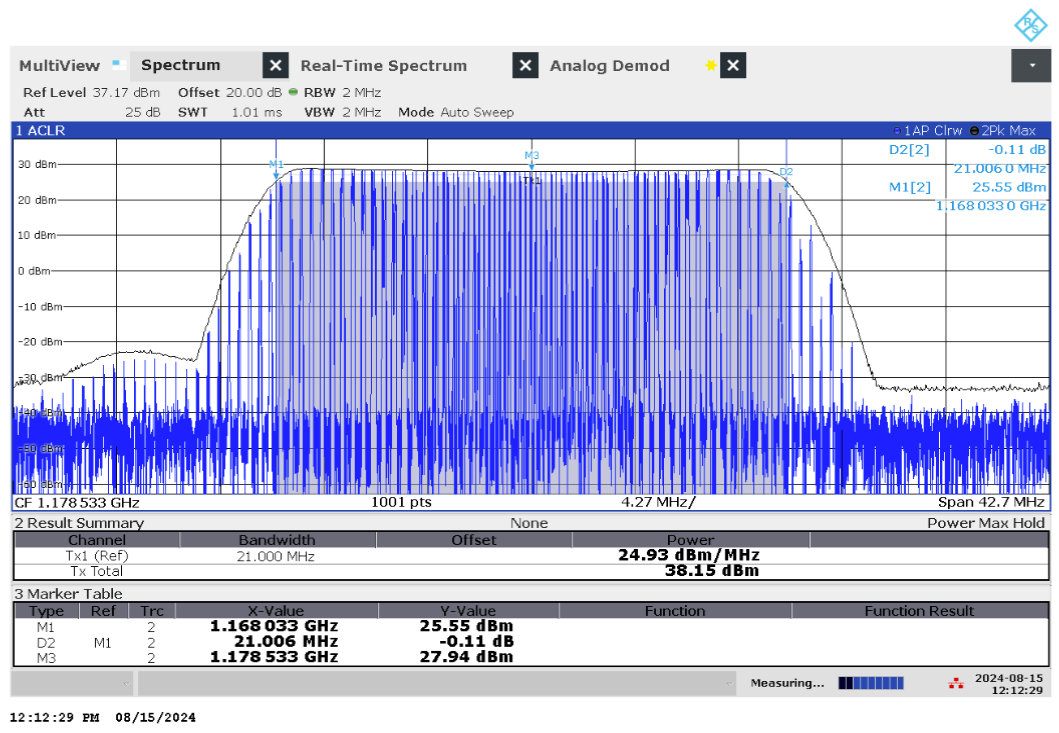 R S
MultiView Spectrum Real-Time Spectrum Analog Demod
Ref Level 37.17 dBm Offset 20.00 dB RBW 2 MHz
Att 25 dB SWT 1.01 ms VBW 2 MHz Mode Auto Sweep
1 ACLR 1AP Clrw 2Pk Max
D2[2] -0.11 dB
21.006 0 MHz
M1[2] 25.55 dBm
1.168 033 0 GHz
M1 M3 D2
Tx1
30 dBm
20 dBm
10 dBm
0 dBm
-10 dBm
-20 dBm
-30 dBm
-40 dBm
-50 dBm
-60 dBm
CF 1.178 533 GHz 1001 pts 4.27 MHz/ Span 42.7 MHz
2 Result Summary None Power Max Hold
Channel Bandwidth Offset Power
Tx1 (Ref) 21.000 MHz 24.93 dBm/MHz
Tx Total 38.15 dBm
3 Marker Table
Type Ref Trc X-Value Y-Value Function Function Result
M1 2 1.168 033 GHz 25.55 dBm
D2 M1 2 21.006 MHz -0.11 dB
M3 2 1.178 533 GHz 27.94 dBm
Measuring... 2024-08-15
12:12:29
12:12:29 PM 08/15/2024